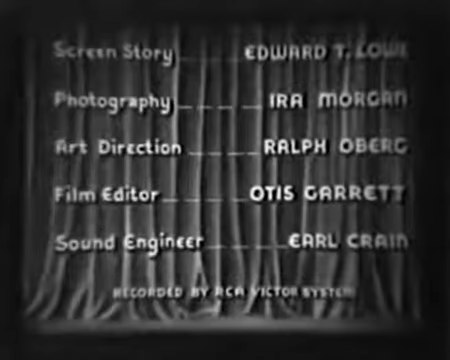 Screen Story EDWARD T. LOWE
Photography IRA MORGAN
Art Direction RALPH OBERG
Film Editor OTIS GARRETT
Sound Engineer EARL CRAIN
RECORDED BY RCA VICTOR SYSTEM